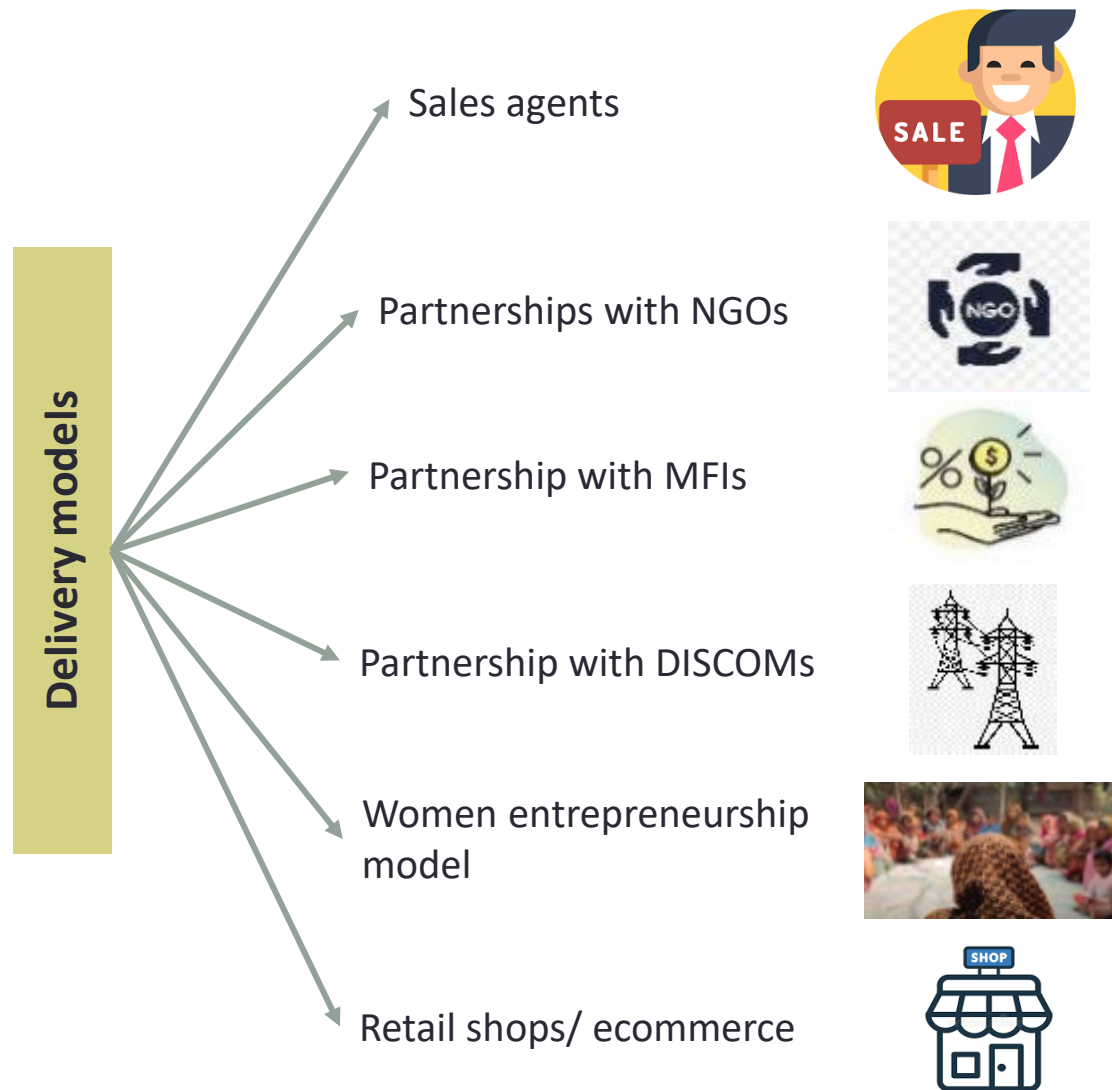 Delivery models
Sales agents
SALE
Partnerships with NGOs
NGO
Partnership with MFIs
%
$
Partnership with DISCOMs
Women entrepreneurship
model
SHOP
Retail shops/ ecommerce